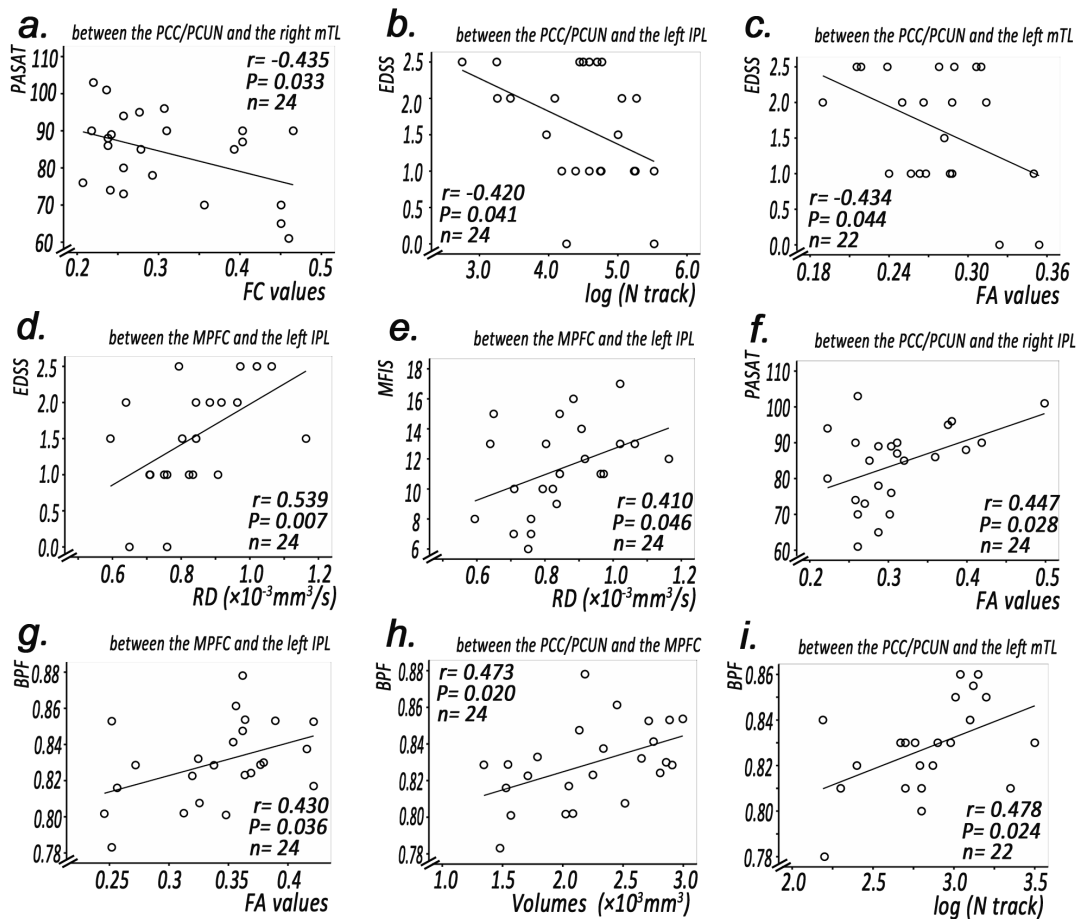 a.
between the PCC/PCUN and the right mTL
PASAT
110
100
90
80
70
60
r= -0.435
P= 0.033
n= 24
0.2 0.3 0.4 0.5
FC values
b.
between the PCC/PCUN and the left IPL
EDSS
2.5
2.0
1.5
1.0
0.5
0.0
r= -0.420
P= 0.041
n= 24
3.0 4.0 5.0 6.0
log (N track)
c.
between the PCC/PCUN and the left mTL
EDSS
2.5
2.0
1.5
1.0
0.5
0.0
r= -0.434
P= 0.044
n= 22
0.18 0.24 0.30 0.36
FA values
d.
between the MPFC and the left IPL
EDSS
2.5
2.0
1.5
1.0
0.5
0.0
r= 0.539
P= 0.007
n= 24
0.6 0.8 1.0 1.2
RD (×10⁻³mm³/s)
e.
between the MPFC and the left IPL
MFIS
18
16
14
12
10
8
6
r= 0.410
P= 0.046
n= 24
0.6 0.8 1.0 1.2
RD (×10⁻³mm³/s)
f.
between the PCC/PCUN and the right IPL
PASAT
110
100
90
80
70
60
r= 0.447
P= 0.028
n= 24
0.2 0.3 0.4 0.5
FA values
g.
between the MPFC and the left IPL
BPF
0.88
0.86
0.84
0.82
0.80
0.78
r= 0.430
P= 0.036
n= 24
0.25 0.3 0.35 0.4
FA values
h.
between the PCC/PCUN and the MPFC
BPF
0.88
0.86
0.84
0.82
0.80
0.78
r= 0.473
P= 0.020
n= 24
1.0 1.5 2.0 2.5 3.0
Volumes (×10³mm³)
i.
between the PCC/PCUN and the left mTL
BPF
0.86
0.84
0.82
0.80
0.78
r= 0.478
P= 0.024
n= 22
2.0 2.5 3.0 3.5
log (N track)